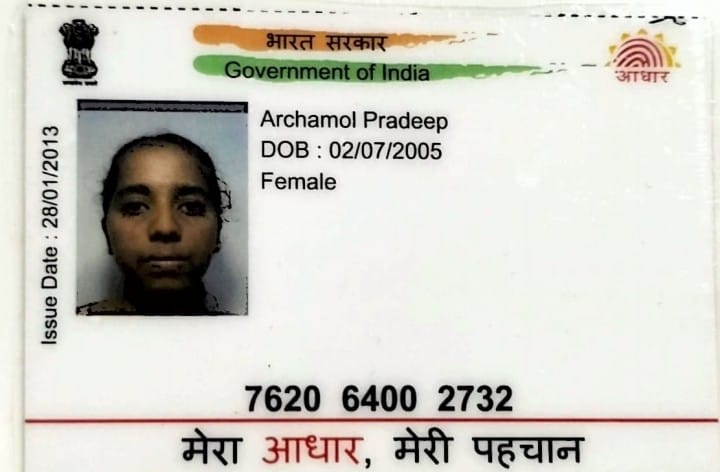 भारत सरकार
Government of India
आधार
Issue Date : 28/01/2013
Archamol Pradeep
DOB : 02/07/2005
Female
7620 6400 2732
मेरा आधार, मेरी पहचान